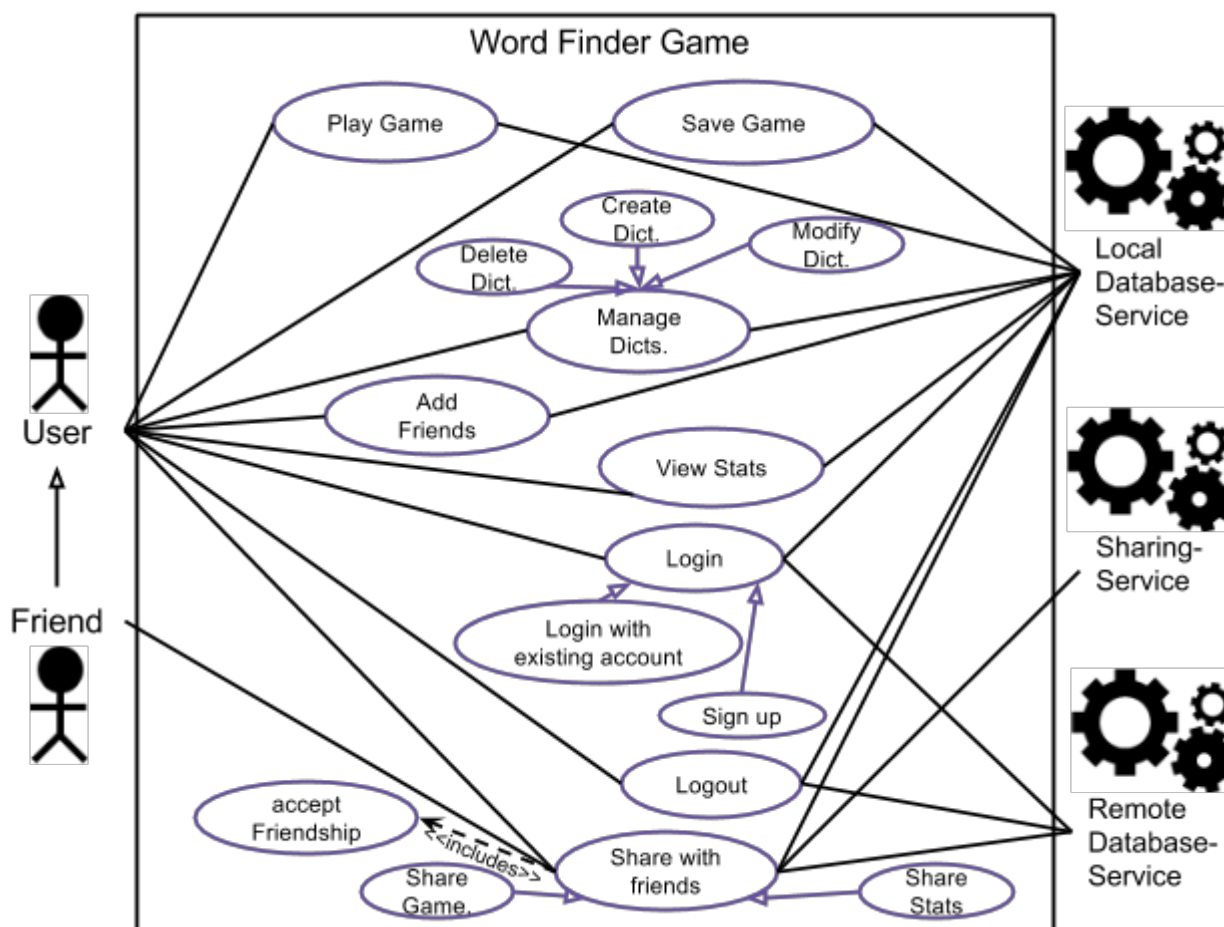 Word Finder Game
Play Game
Save Game
Create
Dict.
Modify
Dict.
Delete
Dict.
Manage
Dicts.
Local
Database-
Service
User
Add
Friends
View Stats
Sharing-
Service
Login
Friend
Login with
existing account
Sign up
Logout
Remote
Database-
Service
accept
Friendship
<<includes>>
Share with
friends
Share
Game.
Share
Stats